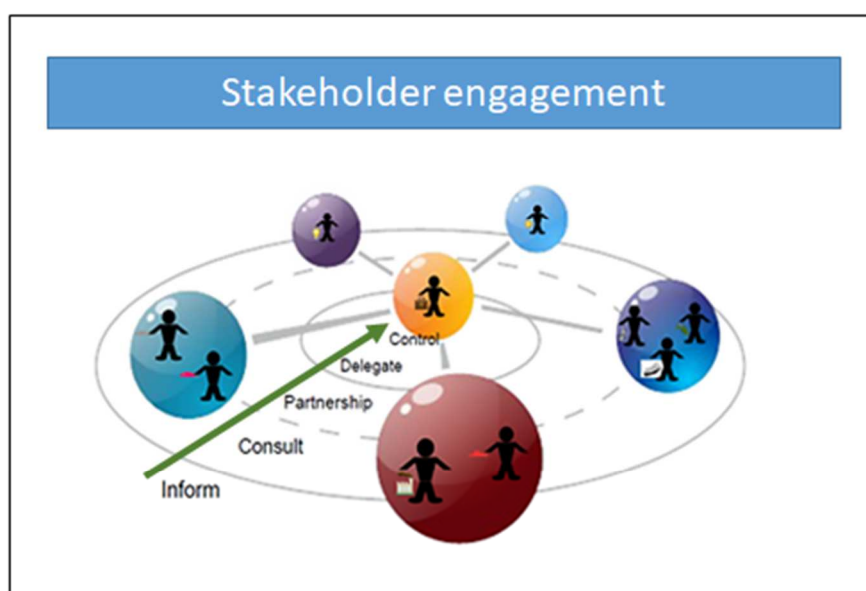 Stakeholder engagement
Control
Delegate
Partnership
Consult
Inform